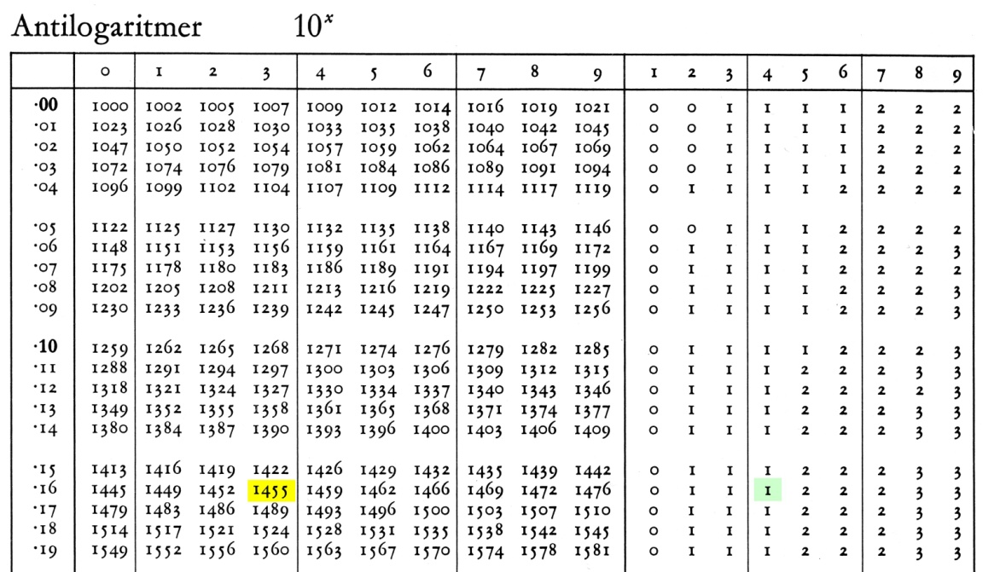 Antilogaritmer 10ˣ
0 1 2 3 4 5 6 7 8 9 1 2 3 4 5 6 7 8 9
·00 1000 1002 1005 1007 1009 1012 1014 1016 1019 1021 0 0 1 1 1 1 2 2 2
·01 1023 1026 1028 1030 1033 1035 1038 1040 1042 1045 0 0 1 1 1 1 2 2 2
·02 1047 1050 1052 1054 1057 1059 1062 1064 1067 1069 0 0 1 1 1 1 2 2 2
·03 1072 1074 1076 1079 1081 1084 1086 1089 1091 1094 0 0 1 1 1 1 2 2 2
·04 1096 1099 1102 1104 1107 1109 1112 1114 1117 1119 0 1 1 1 1 2 2 2 2
·05 1122 1125 1127 1130 1132 1135 1138 1140 1143 1146 0 0 1 1 1 2 2 2 2
·06 1148 1151 1153 1156 1159 1161 1164 1167 1169 1172 0 1 1 1 1 2 2 2 3
·07 1175 1178 1180 1183 1186 1189 1191 1194 1197 1199 0 1 1 1 1 2 2 2 2
·08 1202 1205 1208 1211 1213 1216 1219 1222 1225 1227 0 1 1 1 1 2 2 2 3
·09 1230 1233 1236 1239 1242 1245 1247 1250 1253 1256 0 1 1 1 1 2 2 2 3
·10 1259 1262 1265 1268 1271 1274 1276 1279 1282 1285 0 1 1 1 1 2 2 2 3
·11 1288 1291 1294 1297 1300 1303 1306 1309 1312 1315 0 1 1 1 2 2 2 3 3
·12 1318 1321 1324 1327 1330 1334 1337 1340 1343 1346 0 1 1 1 2 2 2 2 3
·13 1349 1352 1355 1358 1361 1365 1368 1371 1374 1377 0 1 1 1 2 2 2 3 3
·14 1380 1384 1387 1390 1393 1396 1400 1403 1406 1409 0 1 1 1 2 2 2 3 3
·15 1413 1416 1419 1422 1426 1429 1432 1435 1439 1442 0 1 1 1 2 2 2 3 3
·16 1445 1449 1452 1455 1459 1462 1466 1469 1472 1476 0 1 1 1 2 2 2 3 3
·17 1479 1483 1486 1489 1493 1496 1500 1503 1507 1510 0 1 1 1 2 2 2 3 3
·18 1514 1517 1521 1524 1528 1531 1535 1538 1542 1545 0 1 1 1 2 2 2 3 3
·19 1549 1552 1556 1560 1563 1567 1570 1574 1578 1581 0 1 1 1 2 2 2 3 3